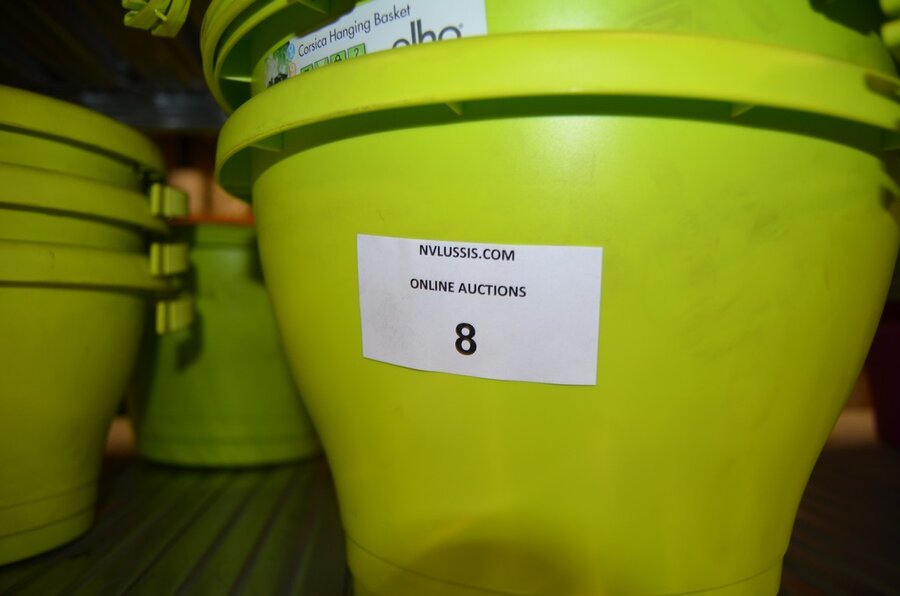 Corsica Hanging Basket
elho
NVLUSSIS.COM
ONLINE AUCTIONS
8